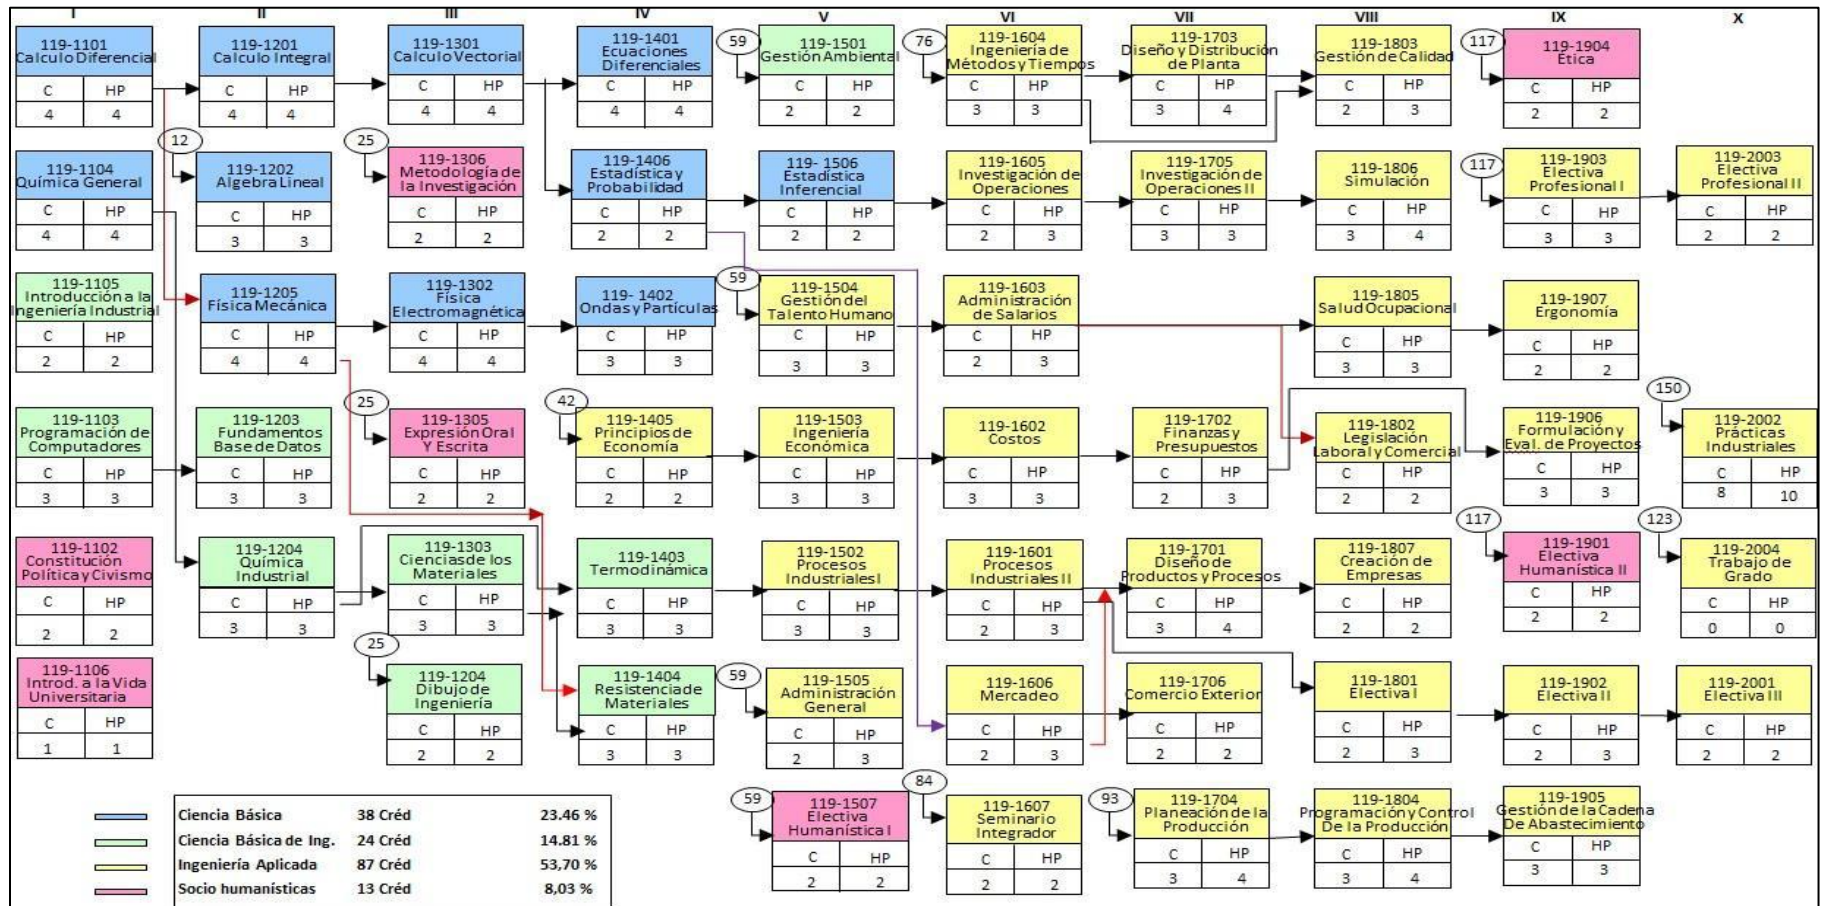 I II III IV V VI VII VIII IX X
119-1101
Calculo Diferencial
C HP
4 4
119-1201
Calculo Integral
C HP
4 4
119-1301
Calculo Vectorial
C HP
4 4
119-1401
Ecuaciones
Diferenciales
C HP
4 4
59
119-1501
Gestión Ambiental
C HP
2 2
76
119-1604
Ingeniería de
Métodos y Tiempos
C HP
3 3
119-1703
Diseño y Distribución
de Planta
C HP
3 4
119-1803
Gestión de Calidad
C HP
2 3
117
119-1904
Ética
C HP
2 2
119-1104
Química General
C HP
4 4
12
119-1202
Algebra Lineal
C HP
3 3
25
119-1306
Metodología de
la Investigación
C HP
2 2
119-1406
Estadística y
Probabilidad
C HP
2 2
119- 1506
Estadística
Inferencial
C HP
2 2
119-1605
Investigación de
Operaciones
C HP
2 3
119-1705
Investigación de
Operaciones II
C HP
3 3
119-1806
Simulación
C HP
3 4
117
119-1903
Electiva
Profesional I
C HP
3 3
119-2003
Electiva
Profesional II
C HP
2 2
119-1105
Introducción a la
Ingeniería Industrial
C HP
2 2
119-1205
Física Mecánica
C HP
4 4
119-1302
Física
Electromagnética
C HP
4 4
119- 1402
Ondas y Partículas
C HP
3 3
59
119-1504
Gestión del
Talento Humano
C HP
3 3
119-1603
Administración
de Salarios
C HP
2 3
119-1805
Salud Ocupacional
C HP
3 3
119-1907
Ergonomía
C HP
2 2
119-1103
Programación de
Computadores
C HP
3 3
119-1203
Fundamentos
Base de Datos
C HP
3 3
25
119-1305
Expresión Oral
Y Escrita
C HP
2 2
42
119-1405
Principios de
Economía
C HP
2 2
119-1503
Ingeniería
Económica
C HP
3 3
119-1602
Costos
C HP
3 3
119-1702
Finanzas y
Presupuestos
C HP
2 3
119-1802
Legislación
Laboral y Comercial
C HP
2 2
119-1906
Formulación y
Eval. de Proyectos
C HP
3 3
150
119-2002
Prácticas
Industriales
C HP
8 10
119-1102
Constitución
Política y Civismo
C HP
2 2
119-1204
Química
Industrial
C HP
3 3
119-1303
Ciencias de los
Materiales
C HP
3 3
119-1403
Termodinámica
C HP
3 3
119-1502
Procesos
Industriales I
C HP
3 3
119-1601
Procesos
Industriales II
C HP
2 3
119-1701
Diseño de
Productos y Procesos
C HP
3 4
119-1807
Creación de
Empresas
C HP
2 2
117
119-1901
Electiva
Humanística II
C HP
2 2
123
119-2004
Trabajo de
Grado
C HP
0 0
119-1106
Introd. a la Vida
Universitaria
C HP
1 1
25
119-1204
Dibujo de
Ingeniería
C HP
2 2
119-1404
Resistencia de
Materiales
C HP
3 3
59
119-1505
Administración
General
C HP
2 3
119-1606
Mercadeo
C HP
2 3
119-1706
Comercio Exterior
C HP
2 2
119-1801
Electiva I
C HP
2 3
119-1902
Electiva II
C HP
2 3
119-2001
Electiva III
C HP
2 2
59
119-1507
Electiva
Humanística I
C HP
2 2
84
119-1607
Seminario
Integrador
C HP
2 2
93
119-1704
Planeación de la
Producción
C HP
3 4
119-1804
Programación y Control
De la Producción
C HP
3 4
119-1905
Gestión de la Cadena
De Abastecimiento
C HP
3 3
Ciencia Básica 38 Créd 23.46 %
Ciencia Básica de Ing. 24 Créd 14.81 %
Ingeniería Aplicada 87 Créd 53,70 %
Socio humanísticas 13 Créd 8,03 %